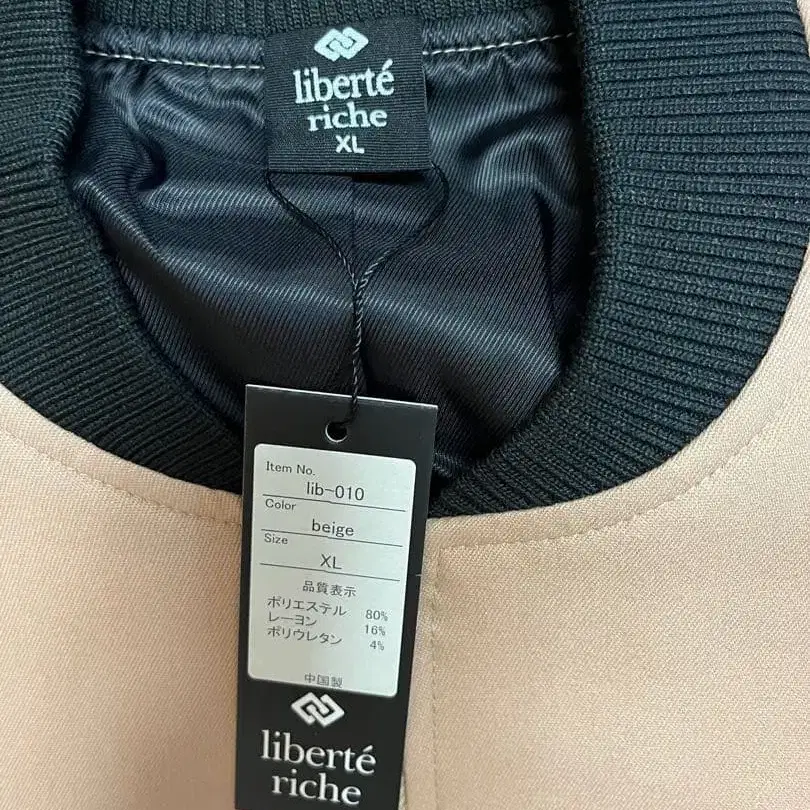 liberté
riche
XL
Item No.
lib-010
Color
beige
Size
XL
品質表示
ポリエステル 80%
レーヨン 16%
ポリウレタン 4%
中国製
liberté
riche